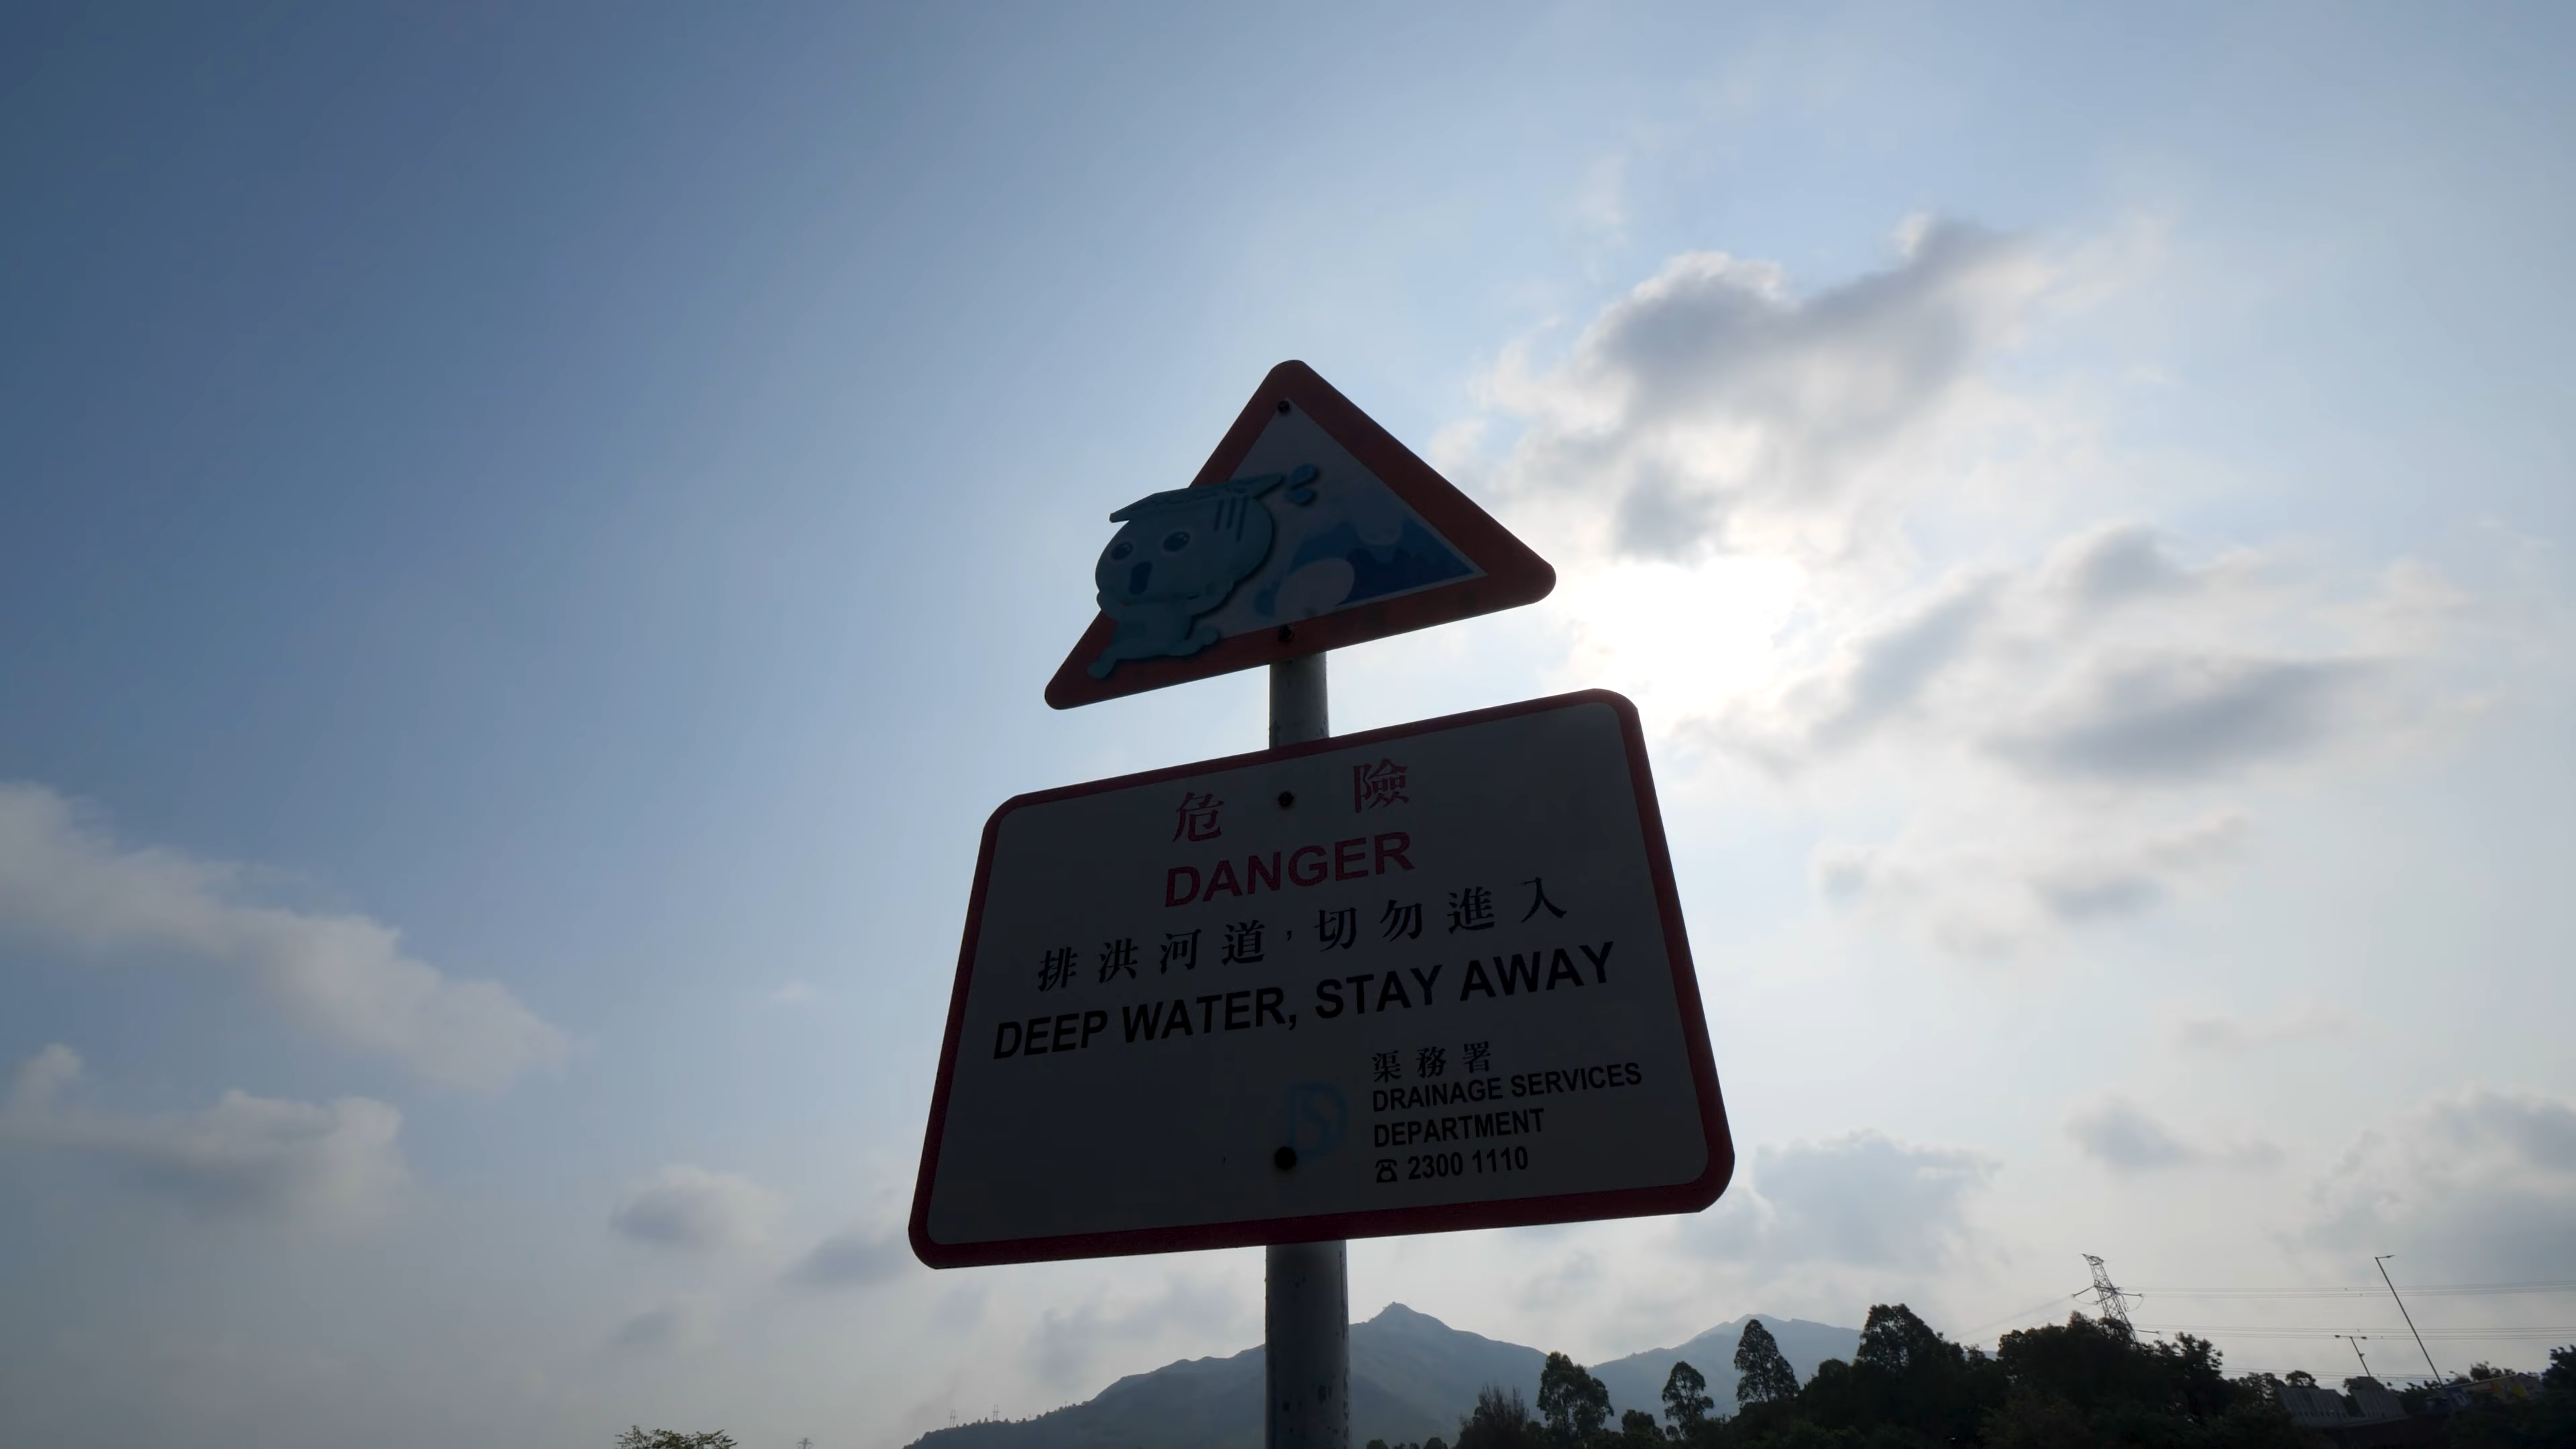 危險
DANGER
排洪河道，切勿進入
DEEP WATER, STAY AWAY
渠務署
DRAINAGE SERVICES
DEPARTMENT
☎ 2300 1110